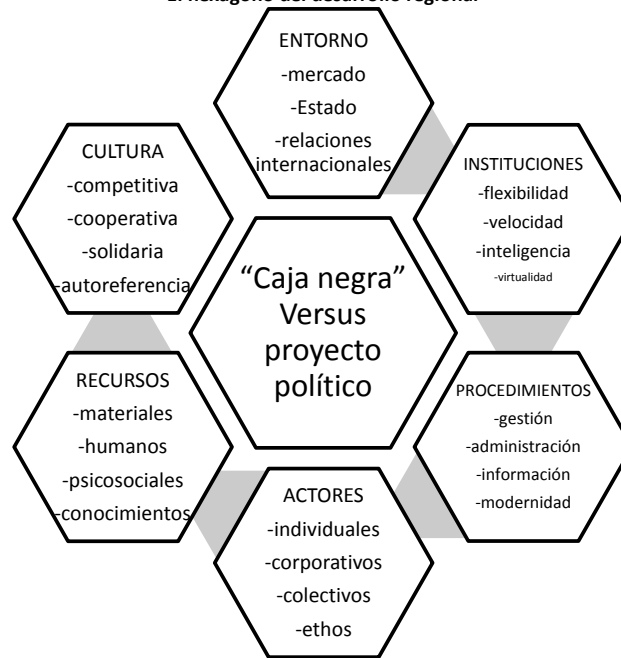 El hexágono del desarrollo regional
ENTORNO
-mercado
-Estado
-relaciones
internacionales
INSTITUCIONES
-flexibilidad
-velocidad
-inteligencia
-virtualidad
PROCEDIMIENTOS
-gestión
-administración
-información
-modernidad
ACTORES
-individuales
-corporativos
-colectivos
-ethos
RECURSOS
-materiales
-humanos
-psicosociales
-conocimientos
CULTURA
-competitiva
-cooperativa
-solidaria
-autoreferencia
“Caja negra”
Versus
proyecto
político